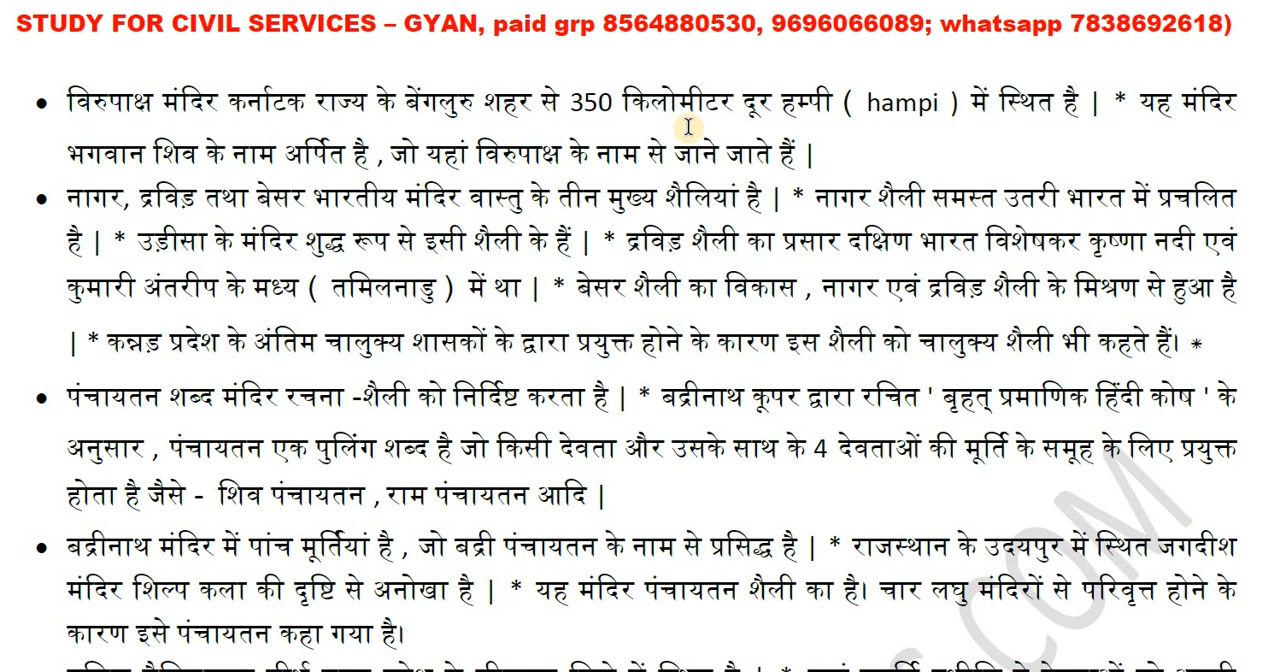 STUDY FOR CIVIL SERVICES – GYAN, paid grp 8564880530, 9696066089; whatsapp 7838692618)
• विरुपाक्ष मंदिर कर्नाटक राज्य के बेंगलुरु शहर से 350 किलोमीटर दूर हम्पी ( hampi ) में स्थित है | * यह मंदिर
भगवान शिव के नाम अर्पित है , जो यहां विरुपाक्ष के नाम से जाने जाते हैं |
• नागर, द्रविड़ तथा बेसर भारतीय मंदिर वास्तु के तीन मुख्य शैलियां है | * नागर शैली समस्त उतरी भारत में प्रचलित
है | * उड़ीसा के मंदिर शुद्ध रूप से इसी शैली के हैं | * द्रविड़ शैली का प्रसार दक्षिण भारत विशेषकर कृष्णा नदी एवं
कुमारी अंतरीप के मध्य ( तमिलनाडु ) में था | * बेसर शैली का विकास , नागर एवं द्रविड़ शैली के मिश्रण से हुआ है
| * कन्नड़ प्रदेश के अंतिम चालुक्य शासकों के द्वारा प्रयुक्त होने के कारण इस शैली को चालुक्य शैली भी कहते हैं। *
• पंचायतन शब्द मंदिर रचना -शैली को निर्दिष्ट करता है | * बद्रीनाथ कूपर द्वारा रचित ' बृहत् प्रमाणिक हिंदी कोष ' के
अनुसार , पंचायतन एक पुलिंग शब्द है जो किसी देवता और उसके साथ के 4 देवताओं की मूर्ति के समूह के लिए प्रयुक्त
होता है जैसे - शिव पंचायतन , राम पंचायतन आदि |
• बद्रीनाथ मंदिर में पांच मूर्तियां है , जो बद्री पंचायतन के नाम से प्रसिद्ध है | * राजस्थान के उदयपुर में स्थित जगदीश
मंदिर शिल्प कला की दृष्टि से अनोखा है | * यह मंदिर पंचायतन शैली का है। चार लघु मंदिरों से परिवृत्त होने के
कारण इसे पंचायतन कहा गया है।